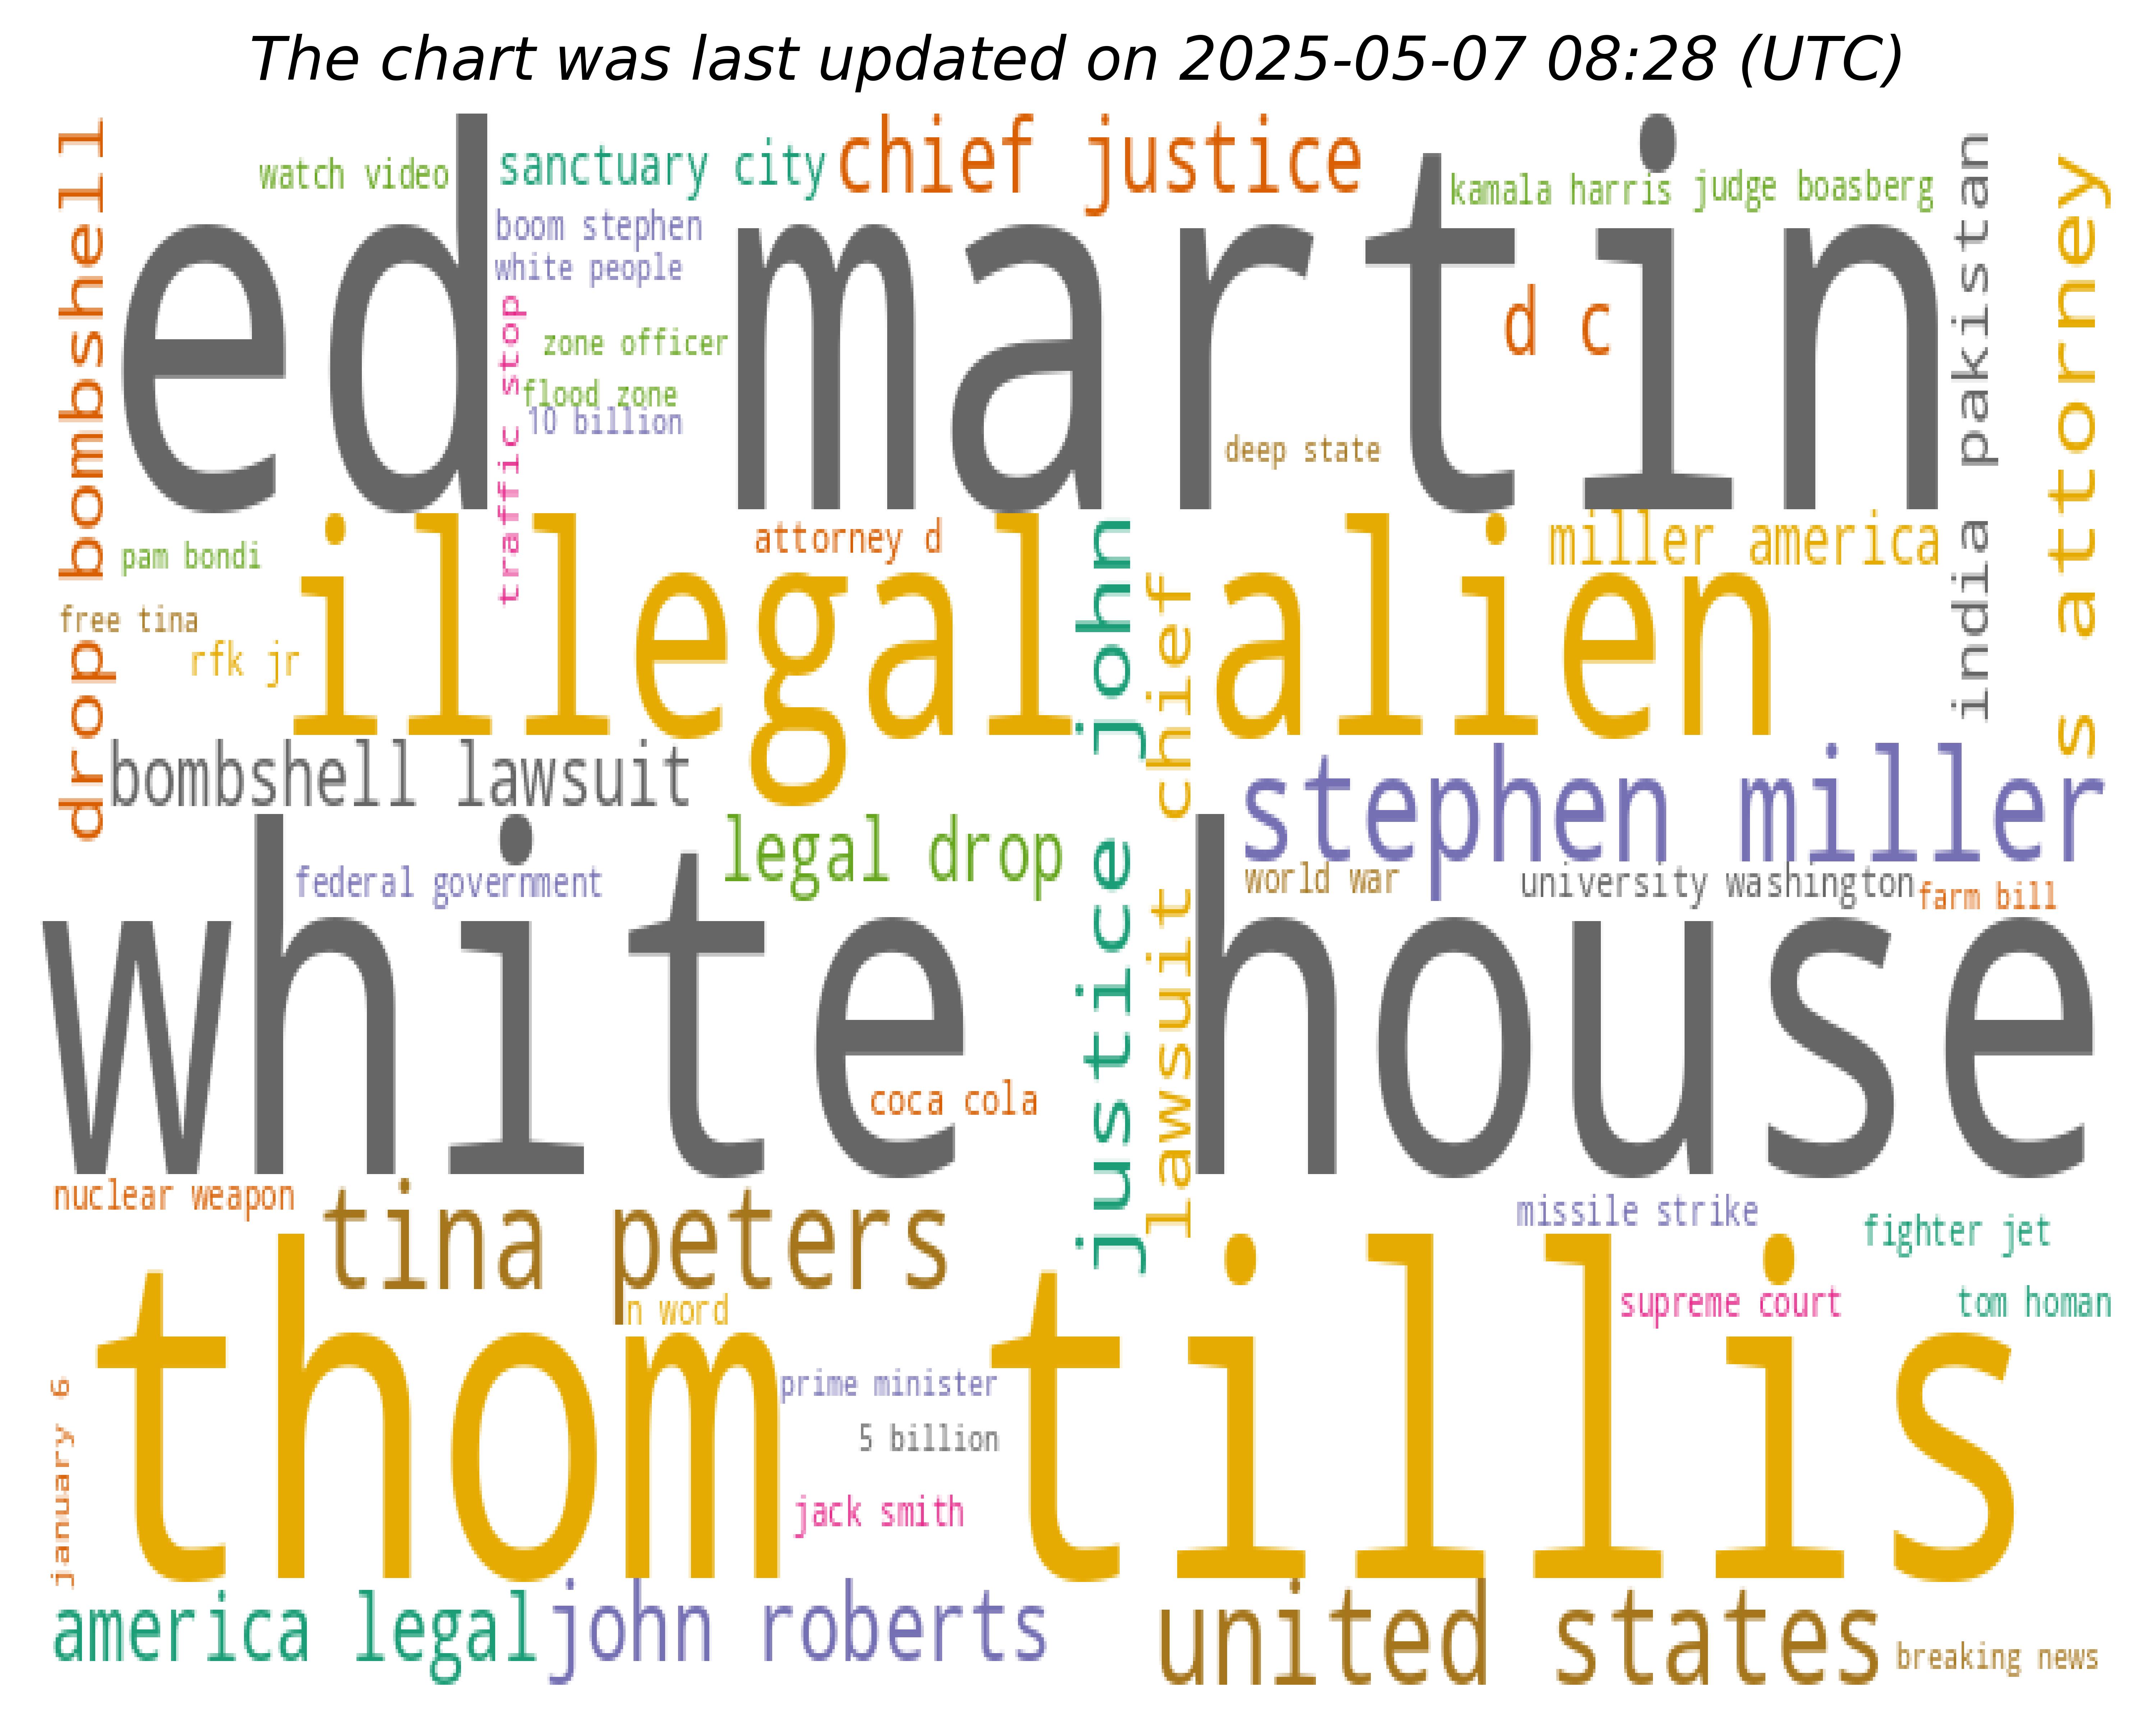 The chart was last updated on 2025-05-07 08:28 (UTC)
drop bombshell
watch video
sanctuary city
chief justice
kamala harris
judge boasberg
india pakistan
s attorney
ed martin
boom stephen
white people
traffic stop
zone officer
flood zone
10 billion
d c
deep state
pam bondi
attorney d
miller america
free tina
rfk jr
illegal alien
justice john
lawsuit chief
bombshell lawsuit
stephen miller
legal drop
federal government
world war
university washington
farm bill
white house
coca cola
nuclear weapon
tina peters
missile strike
fighter jet
n word
supreme court
tom homan
thom tillis
january 6
prime minister
5 billion
jack smith
america legal
john roberts
united states
breaking news